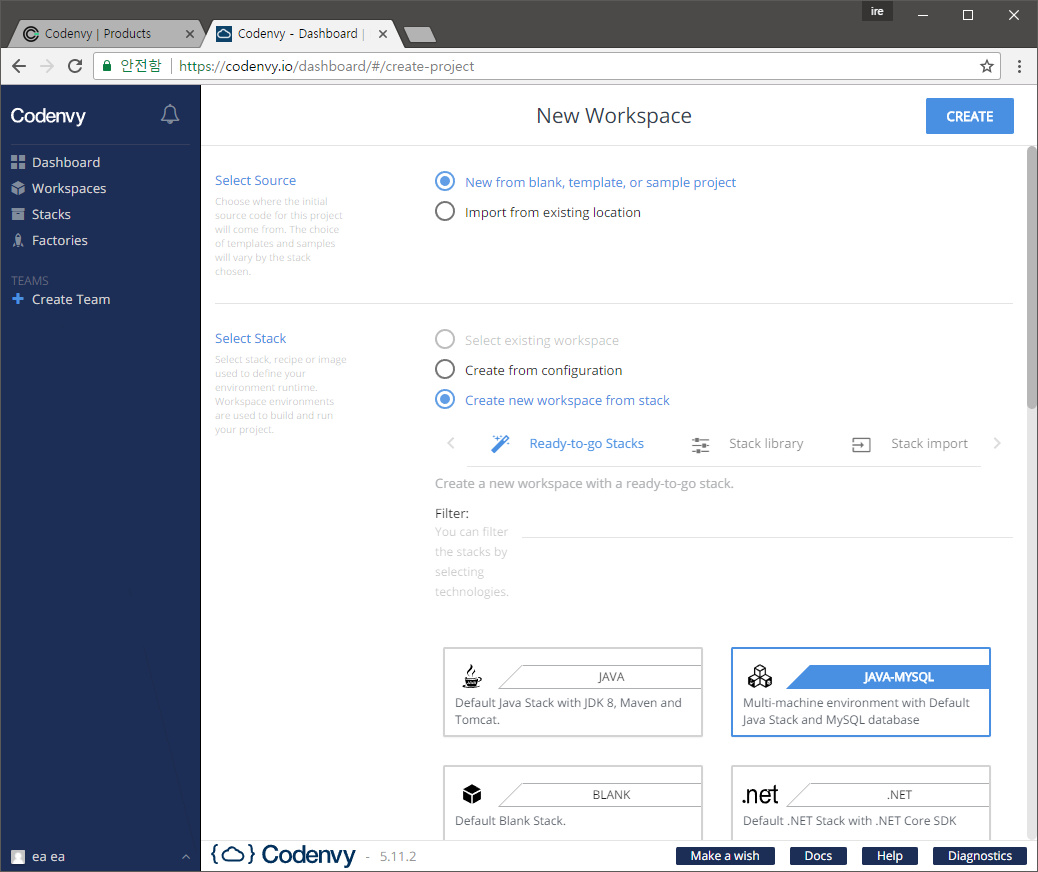 ire
Codenvy | Products
Codenvy - Dashboard |
안전함
https://codenvy.io/dashboard/#/create-project
Codenvy
New Workspace
CREATE
Dashboard
Workspaces
Stacks
Factories
TEAMS
Create Team
Select Source
Choose where the initial
source code for this project
will come from. The choice
of templates and samples
will vary by the stack
chosen.
New from blank, template, or sample project
Import from existing location
Select Stack
Select stack, recipe or image
used to define your
environment runtime.
Workspace environments
are used to build and run
your project.
Select existing workspace
Create from configuration
Create new workspace from stack
Ready-to-go Stacks
Stack library
Stack import
Create a new workspace with a ready-to-go stack.
Filter:
You can filter
the stacks by
selecting
technologies.
JAVA
Default Java Stack with JDK 8, Maven and
Tomcat.
JAVA-MYSQL
Multi-machine environment with Default
Java Stack and MySQL database
BLANK
Default Blank Stack.
.net
.NET
Default .NET Stack with .NET Core SDK
ea ea
Codenvy - 5.11.2
Make a wish
Docs
Help
Diagnostics